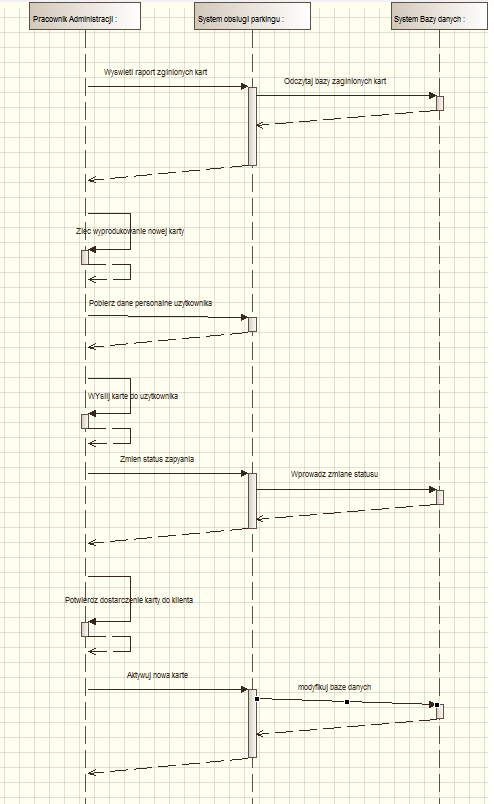 Pracownik Administracji :
System obslugi parkingu :
System Bazy danych :
Wyswietl raport zginionych kart
Odczytaj bazy zaginionych kart
Zlec wyprodukowanie nowej karty
Pobierz dane personalne uzytkownika
WYslij karte do uzytkownika
Zmien status zapyania
Wprowadz zmiane statusu
Potwierdz dostarczenie karty do klienta
Aktywuj nowa karte
modyfikuj baze danych